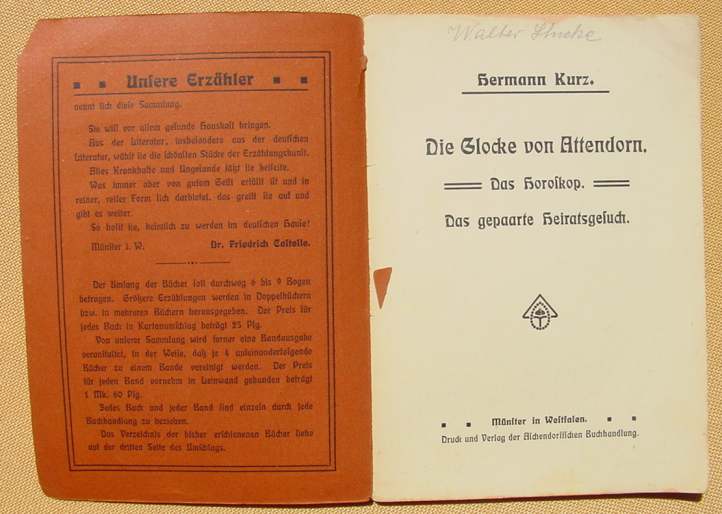 Unsere Erzähler
nennt sich diese Sammlung.
Sie will vor allem gesunde Hauskost bringen.
Aus der Literatur, insbesondere aus der deutschen
Literatur, wählt sie die schönsten Stücke der Erzählungskunst.
Alles Krankhafte und Ungesunde läßt sie beiseite.
Was immer aber von gutem Geist erfüllt ist und in
reiner, reifer Form sich darbietet, das greift sie auf und
gibt es weiter.
So hofft sie, heimisch zu werden im deutschen Hause!
Münster i. W. Dr. Friedrich Castelle.
Der Umfang der Bücher soll durchweg 6 bis 9 Bogen
betragen. Größere Erzählungen werden in Doppelbüchern
bzw. in mehreren Büchern herausgegeben. Der Preis für
jedes Buch in Kartonumschlag beträgt 25 Pfg.
Von unserer Sammlung wird ferner eine Bandausgabe
veranstaltet, in der Weise, daß je 4 aufeinanderfolgende
Bücher zu einem Bande vereinigt werden. Der Preis
für jeden Band vornehm in Leinwand gebunden beträgt
1 Mk. 60 Pfg.
Jedes Buch und jeder Band sind einzeln durch jede
Buchhandlung zu beziehen.
Das Verzeichnis der bisher erschienenen Bücher siehe
auf der dritten Seite des Umschlags.
Walter
Hermann Kurz.
Die Glocke von Attendorn.
Das Horoskop.
Das gepaarte Heiratsgesuch.
Münster in Westfalen.
Druck und Verlag der Aschendorffschen Buchhandlung.